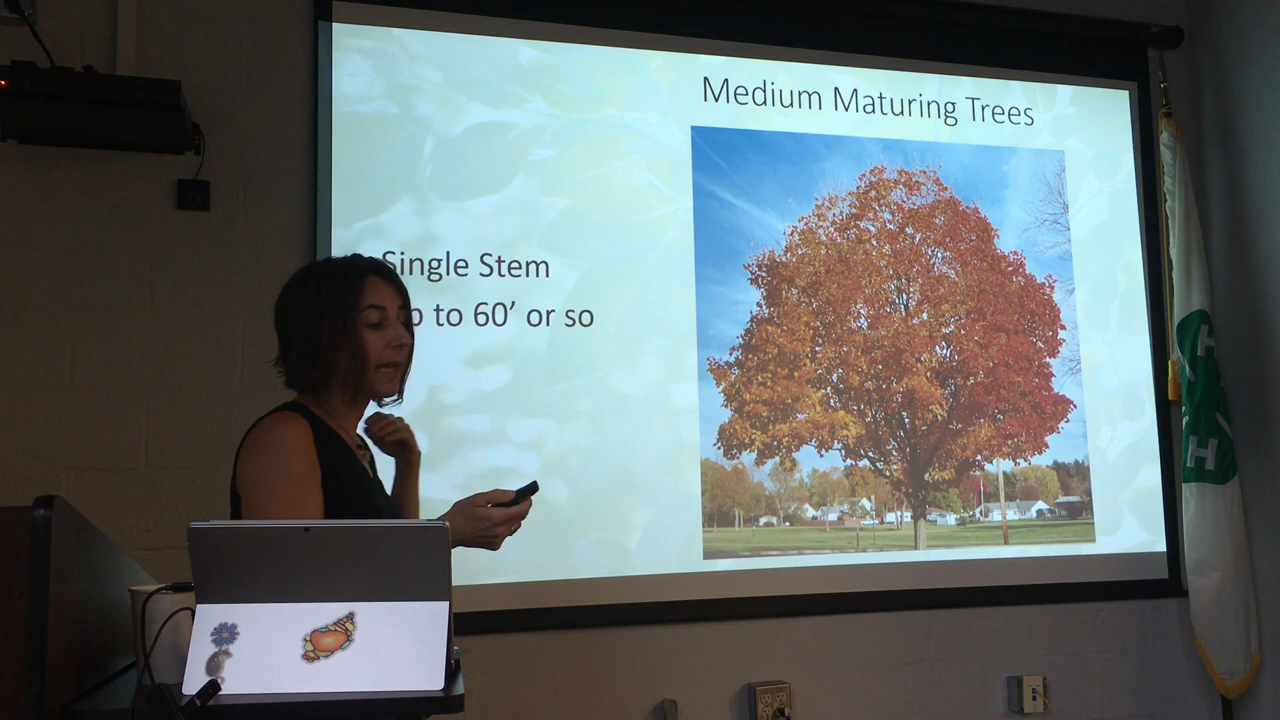 Medium Maturing Trees
Single Stem
p to 60' or so
H
H